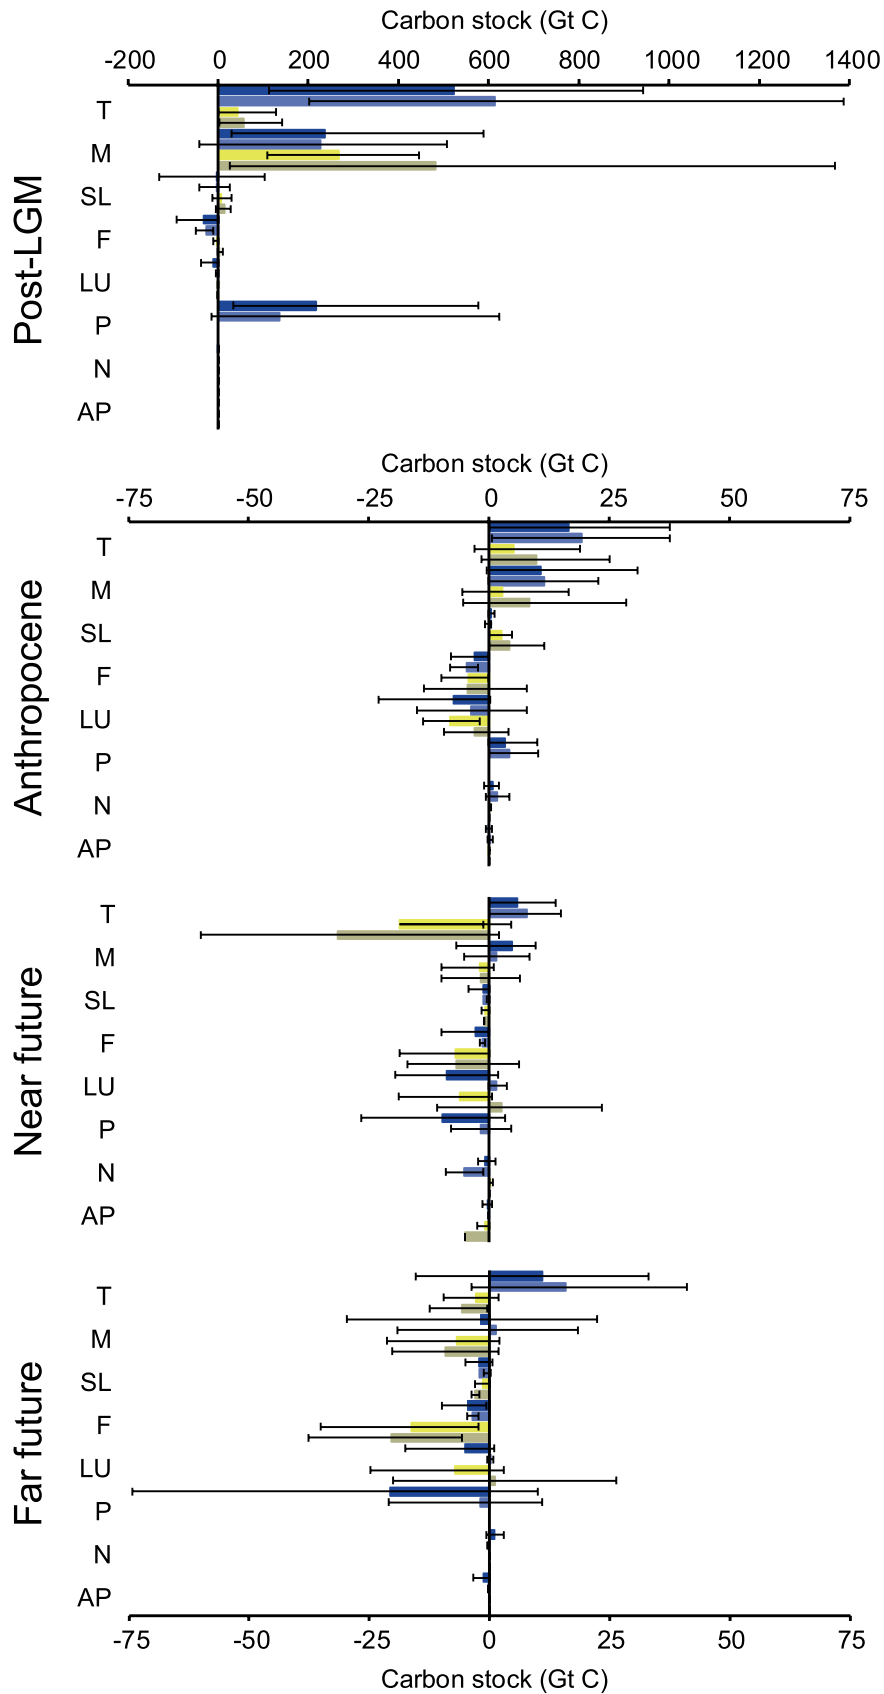 Carbon stock (Gt C)
-200 0 200 400 600 800 1000 1200 1400
Post-LGM
T
M
SL
F
LU
P
N
AP
Carbon stock (Gt C)
-75 -50 -25 0 25 50 75
Anthropocene
T
M
SL
F
LU
P
N
AP
Near future
T
M
SL
F
LU
P
N
AP
Far future
T
M
SL
F
LU
P
N
AP
-75 -50 -25 0 25 50 75
Carbon stock (Gt C)